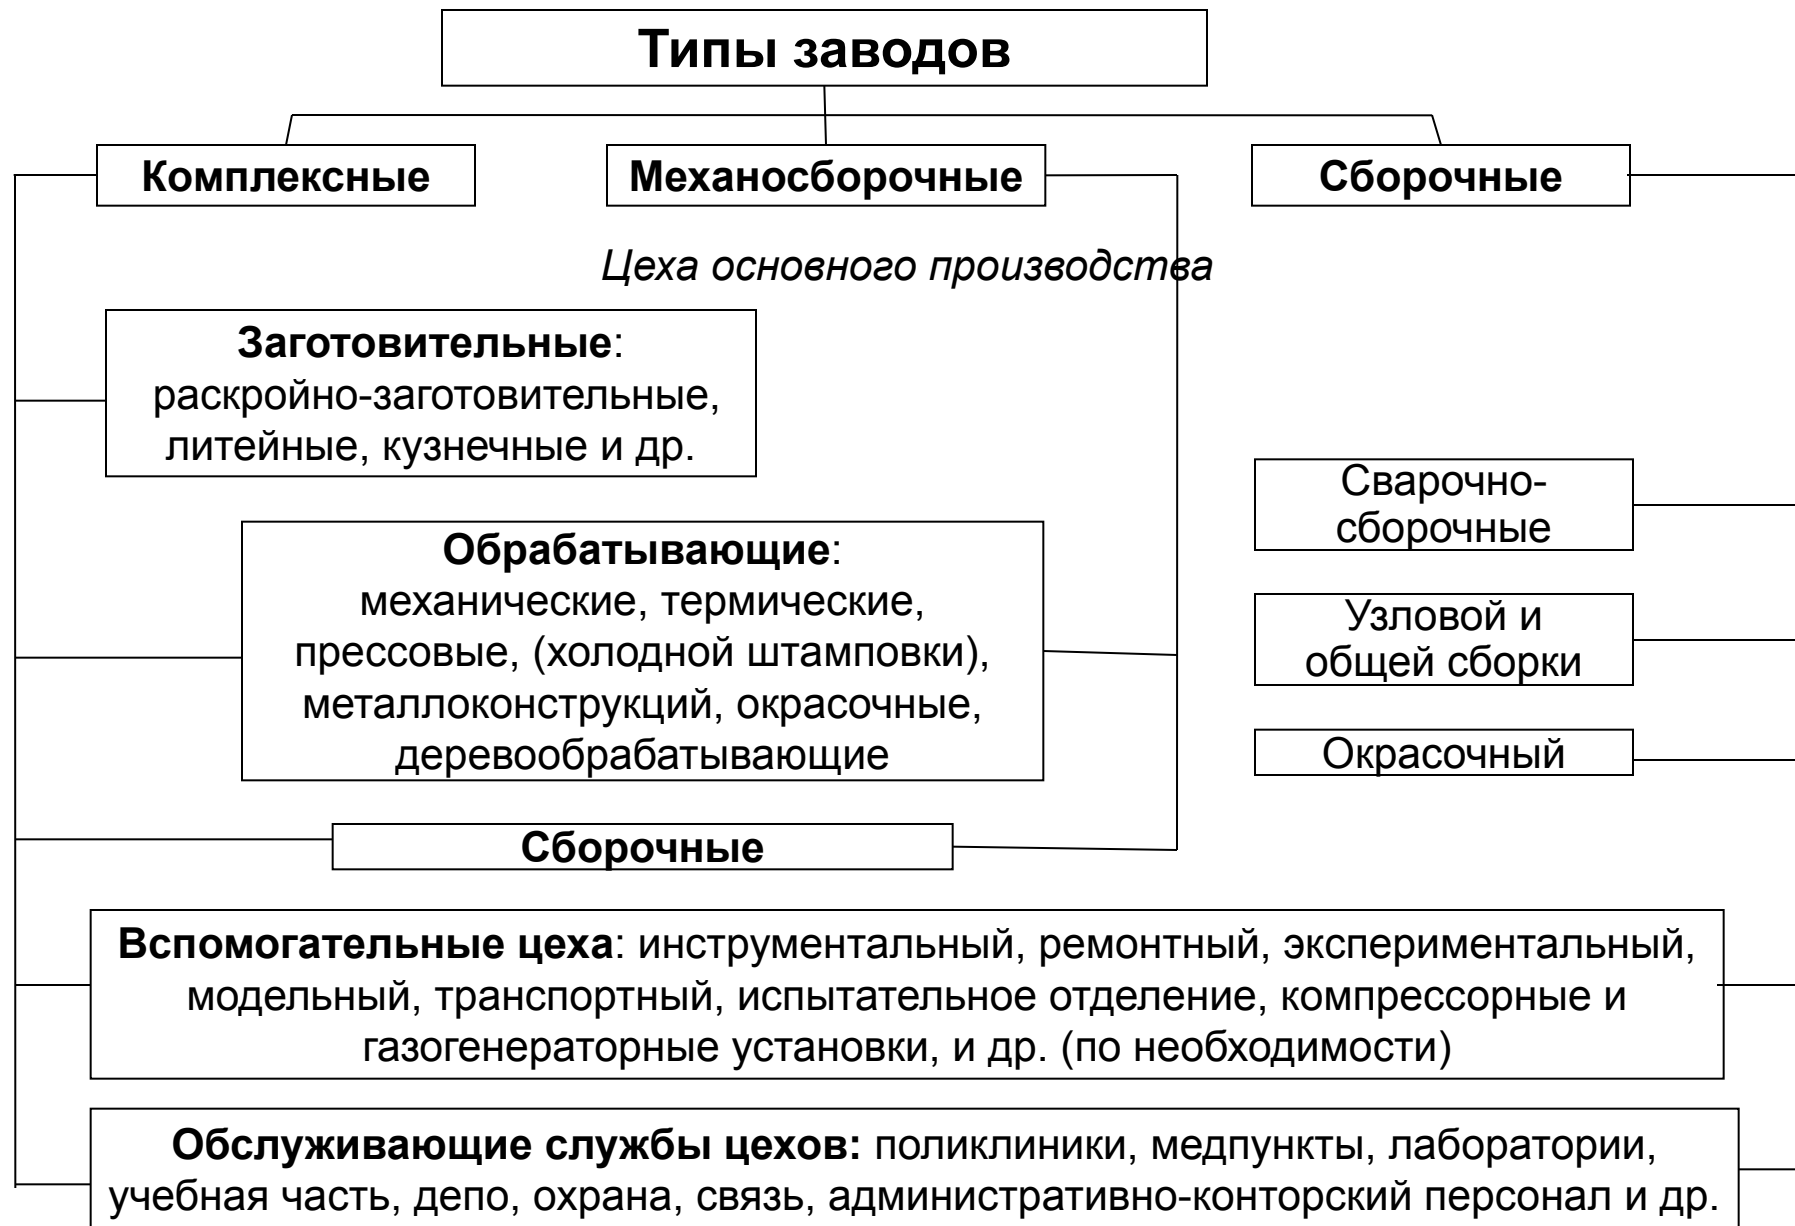 Типы заводов
Комплексные
Механосборочные
Сборочные
Цеха основного производства
Заготовительные:
раскройно-заготовительные,
литейные, кузнечные и др.
Обрабатывающие:
механические, термические,
прессовые, (холодной штамповки),
металлоконструкций, окрасочные,
деревообрабатывающие
Сборочные
Сварочно-
сборочные
Узловой и
общей сборки
Окрасочный
Вспомогательные цеха: инструментальный, ремонтный, экспериментальный,
модельный, транспортный, испытательное отделение, компрессорные и
газогенераторные установки, и др. (по необходимости)
Обслуживающие службы цехов: поликлиники, медпункты, лаборатории,
учебная часть, депо, охрана, связь, административно-конторский персонал и др.